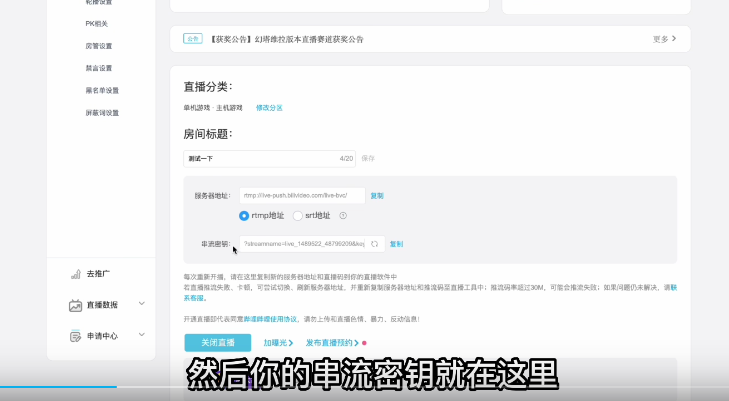 轮播设置
PK相关
房管设置
禁言设置
黑名单设置
屏蔽词设置
去推广
直播数据
申请中心
公告 【获奖公告】幻塔维拉版本直播赛道获奖公告 更多
直播分类：
单机游戏 · 主机游戏 修改分区
房间标题：
测试一下 4/20 保存
服务器地址： rtmp://live-push.bilivideo.com/live-bvc/ 复制
rtmp地址 srt地址
串流密钥： ?streamname=live_1489622_48799209&key 复制
每次重新开播，请在这里复制新的服务器地址和直播码到你的直播软件中
若直播推流失败、卡顿，可尝试切换、刷新服务器地址，并重新复制服务器地址和推流码至直播工具中；推流码率超过30M，可能会推流失败；如果问题仍未解决，请联
系客服。
开通直播即代表同意哔哩哔哩使用协议，请勿上传和直播色情、暴力、反动信息！
关闭直播 加曝光 发布直播预约
然后你的串流密钥就在这里